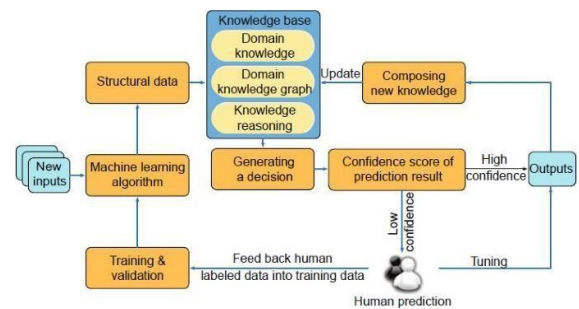 Knowledge base
Domain
knowledge
Domain
knowledge graph
Knowledge
reasoning
Structural data
Update
Composing
new knowledge
New
inputs
Machine learning
algorithm
Generating
a decision
Confidence score of
prediction result
High
confidence
Outputs
Low
confidence
Training &
validation
Feed back human
labeled data into training data
Tuning
Human prediction